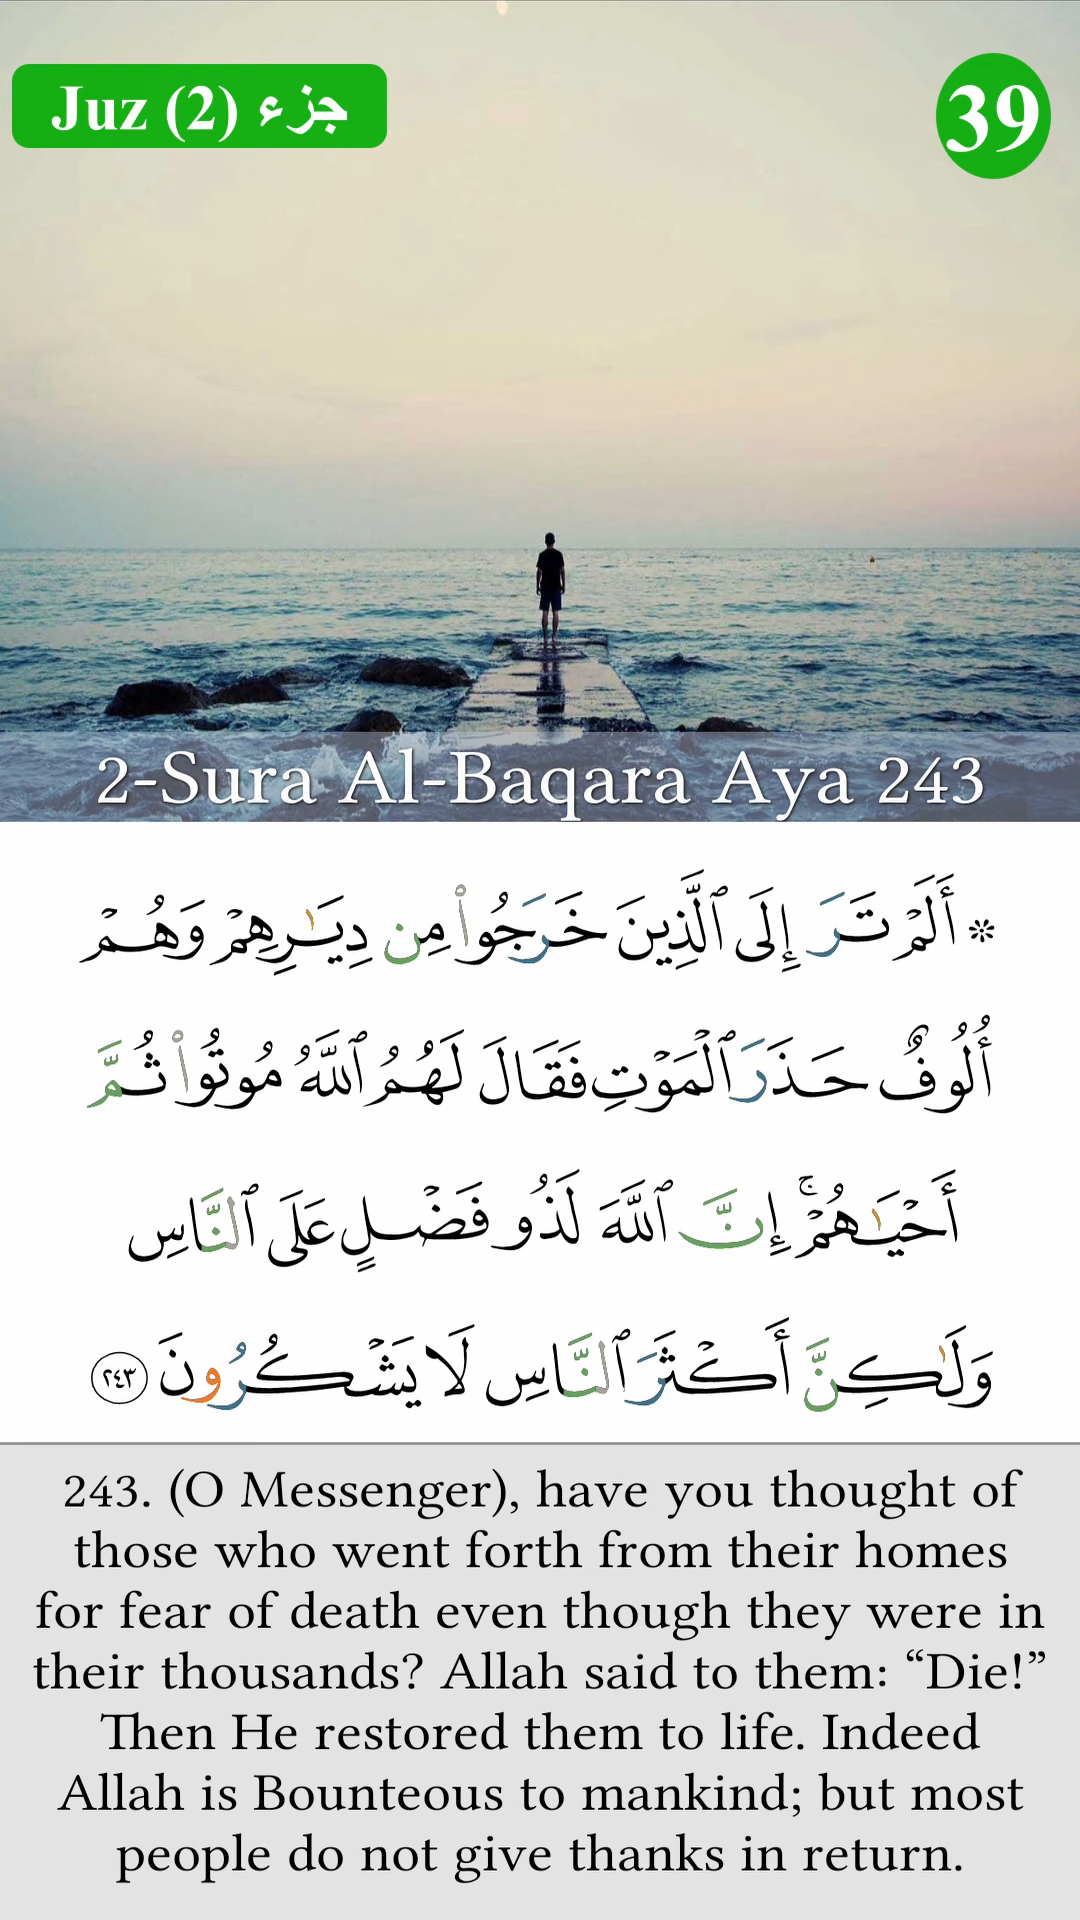 Juz (2) جزء
39
2-Sura Al-Baqara Aya 243
۞ أَلَمْ تَرَ إِلَى ٱلَّذِينَ خَرَجُوا۟ مِن دِيَـٰرِهِمْ وَهُمْ
أُلُوفٌ حَذَرَ ٱلْمَوْتِ فَقَالَ لَهُمُ ٱللَّهُ مُوتُوا۟ ثُمَّ
أَحْيَـٰهُمْ ۚ إِنَّ ٱللَّهَ لَذُو فَضْلٍ عَلَى ٱلنَّاسِ
وَلَـٰكِنَّ أَكْثَرَ ٱلنَّاسِ لَا يَشْكُرُونَ ٢٤٣
243. (O Messenger), have you thought of
those who went forth from their homes
for fear of death even though they were in
their thousands? Allah said to them: “Die!”
Then He restored them to life. Indeed
Allah is Bounteous to mankind; but most
people do not give thanks in return.